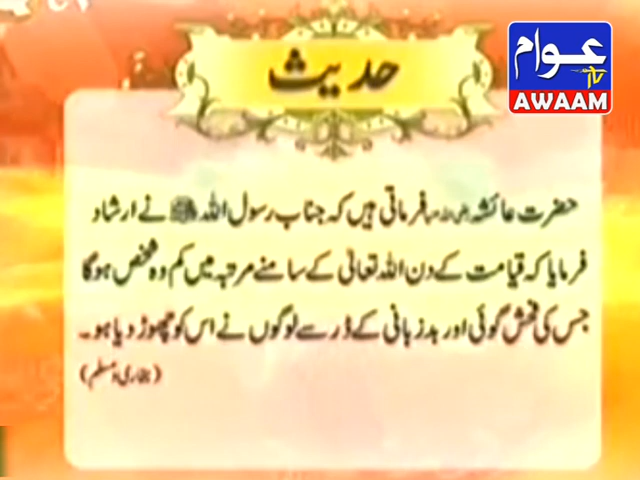 عوام
TV
AWAAM
حدیث
حضرت عائشہ فرماتی ہیں کہ جناب رسول اللہ ﷺ نے ارشاد
فرمایا کہ قیامت کے دن اللہ تعالیٰ کے سامنے مرتبہ میں کم وہ شخص ہوگا
جس کی فحش گوئی اور بدزبانی کے ڈر سے لوگوں نے اس کو چھوڑ دیا ہو۔
(بخاری ومسلم)